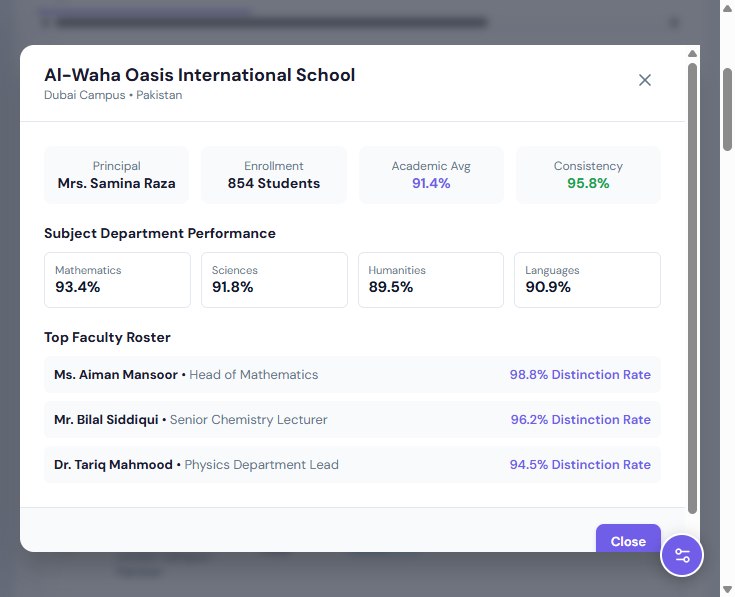 Al-Waha Oasis International School
Dubai Campus • Pakistan
Principal
Mrs. Samina Raza
Enrollment
854 Students
Academic Avg
91.4%
Consistency
95.8%
Subject Department Performance
Mathematics
93.4%
Sciences
91.8%
Humanities
89.5%
Languages
90.9%
Top Faculty Roster
Ms. Aiman Mansoor • Head of Mathematics
98.8% Distinction Rate
Mr. Bilal Siddiqui • Senior Chemistry Lecturer
96.2% Distinction Rate
Dr. Tariq Mahmood • Physics Department Lead
94.5% Distinction Rate
Close